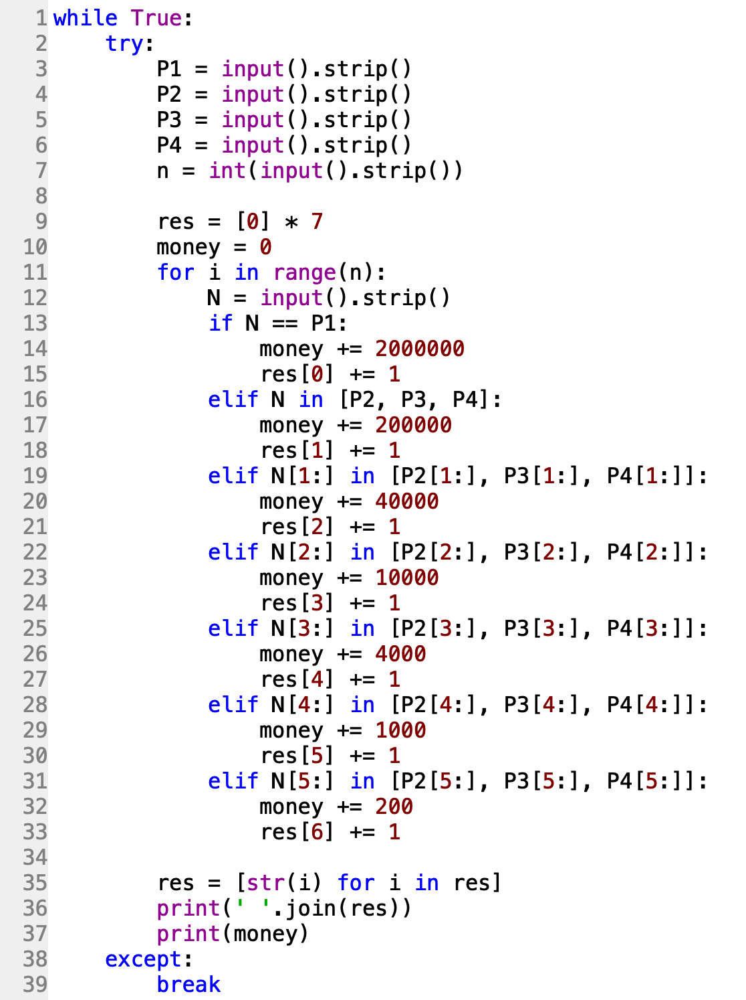 1 while True:
2     try:
3         P1 = input().strip()
4         P2 = input().strip()
5         P3 = input().strip()
6         P4 = input().strip()
7         n = int(input().strip())
8
9         res = [0] * 7
10         money = 0
11         for i in range(n):
12             N = input().strip()
13             if N == P1:
14                 money += 2000000
15                 res[0] += 1
16             elif N in [P2, P3, P4]:
17                 money += 200000
18                 res[1] += 1
19             elif N[1:] in [P2[1:], P3[1:], P4[1:]]:
20                 money += 40000
21                 res[2] += 1
22             elif N[2:] in [P2[2:], P3[2:], P4[2:]]:
23                 money += 10000
24                 res[3] += 1
25             elif N[3:] in [P2[3:], P3[3:], P4[3:]]:
26                 money += 4000
27                 res[4] += 1
28             elif N[4:] in [P2[4:], P3[4:], P4[4:]]:
29                 money += 1000
30                 res[5] += 1
31             elif N[5:] in [P2[5:], P3[5:], P4[5:]]:
32                 money += 200
33                 res[6] += 1
34
35         res = [str(i) for i in res]
36         print(' '.join(res))
37         print(money)
38     except:
39         break